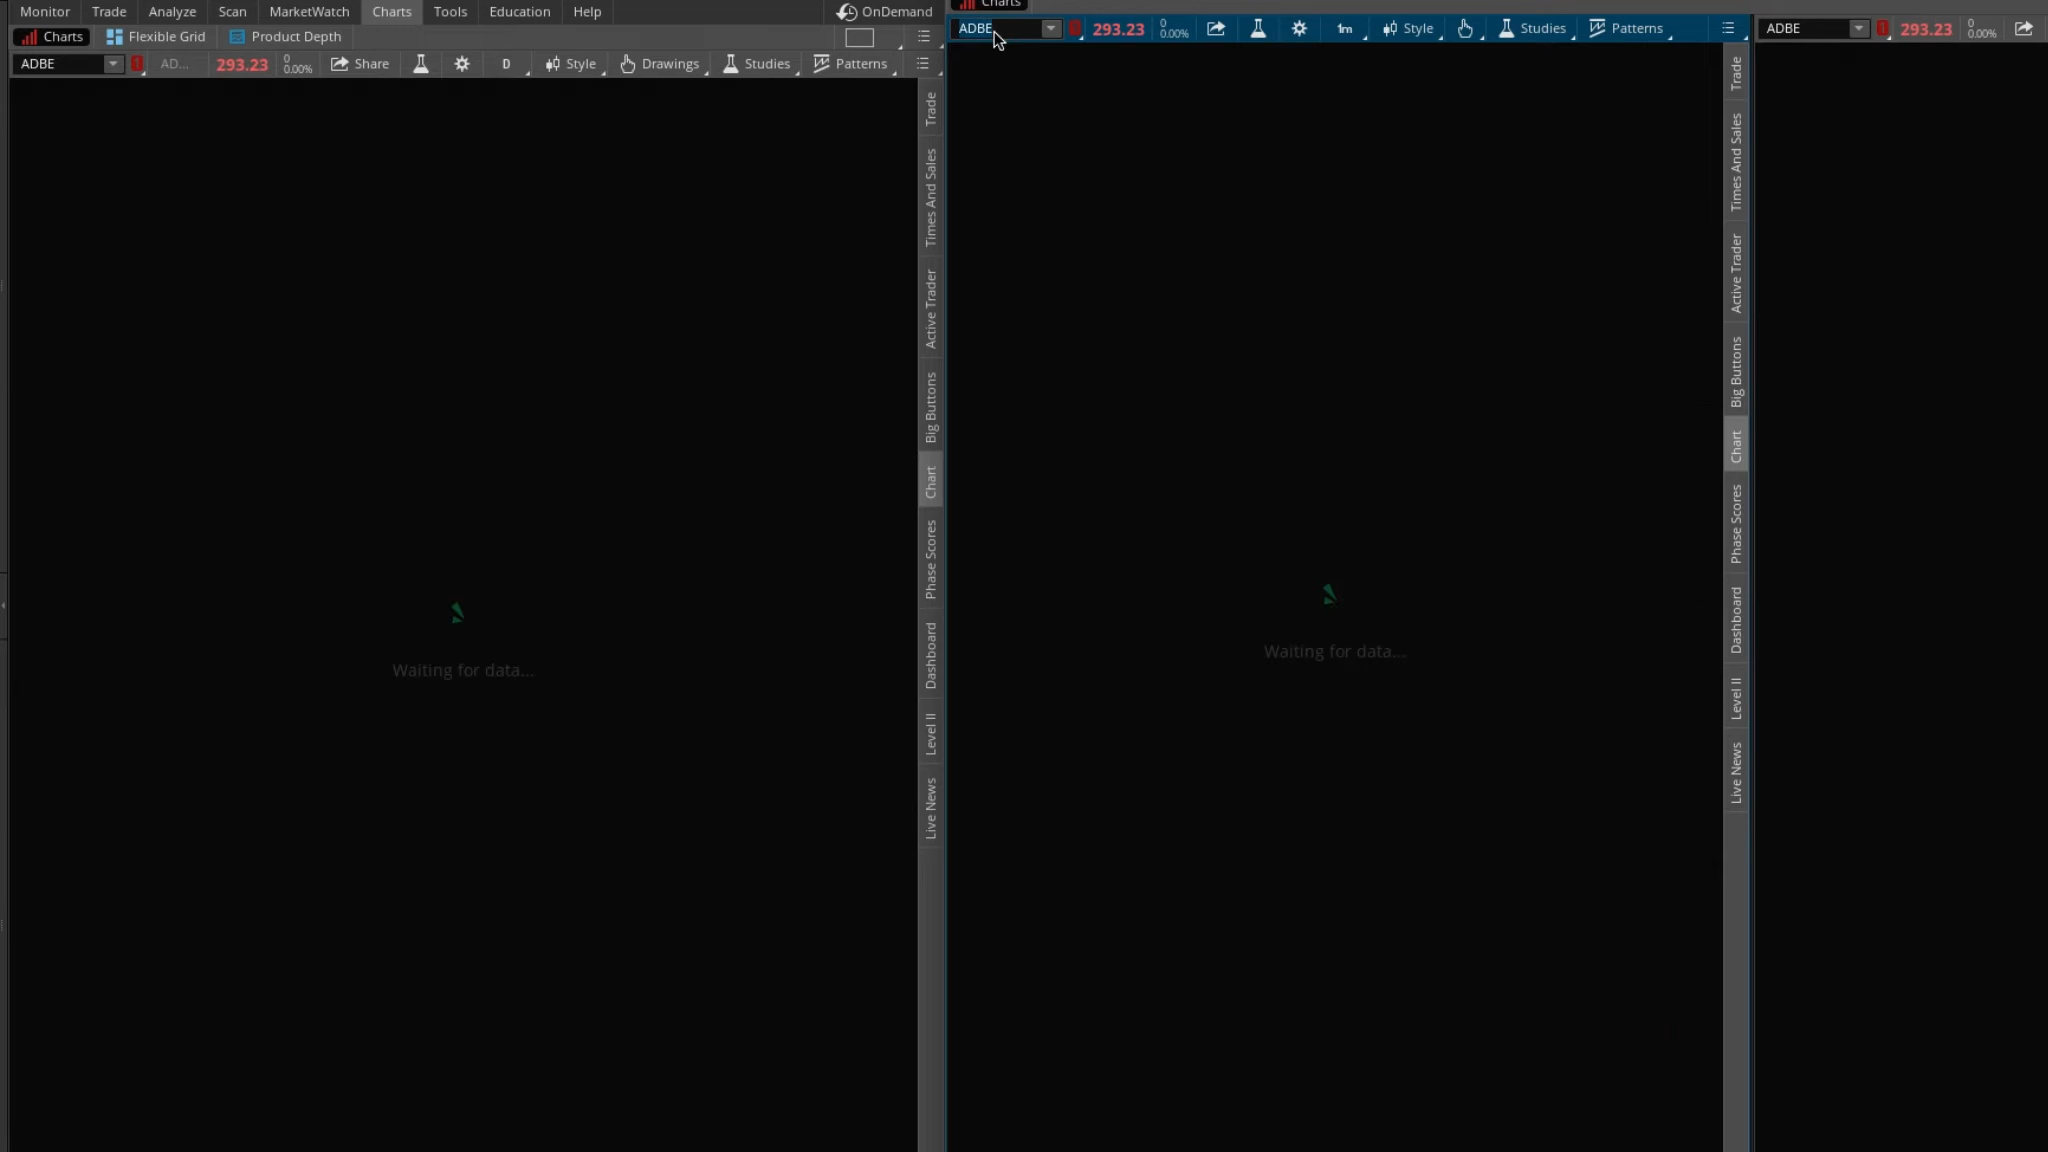 Monitor Trade Analyze Scan MarketWatch Charts Tools Education Help OnDemand
Charts Flexible Grid Product Depth
ADBE AD... 293.23 0 0.00% Share D Style Drawings Studies Patterns
Trade
Times And Sales
Active Trader
Big Buttons
Chart
Phase Scores
Dashboard
Level II
Live News
Waiting for data...
Charts
ADBE 293.23 0 0.00% 1m Style Studies Patterns
Trade
Times And Sales
Active Trader
Big Buttons
Chart
Phase Scores
Dashboard
Level II
Live News
Waiting for data...
ADBE 293.23 0 0.00%